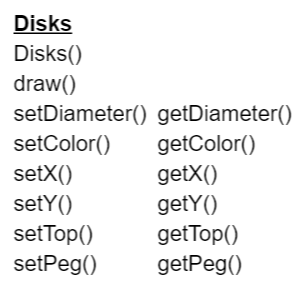 Disks
Disks()
draw()
setDiameter() getDiameter()
setColor() getColor()
setX() getX()
setY() getY()
setTop() getTop()
setPeg() getPeg()